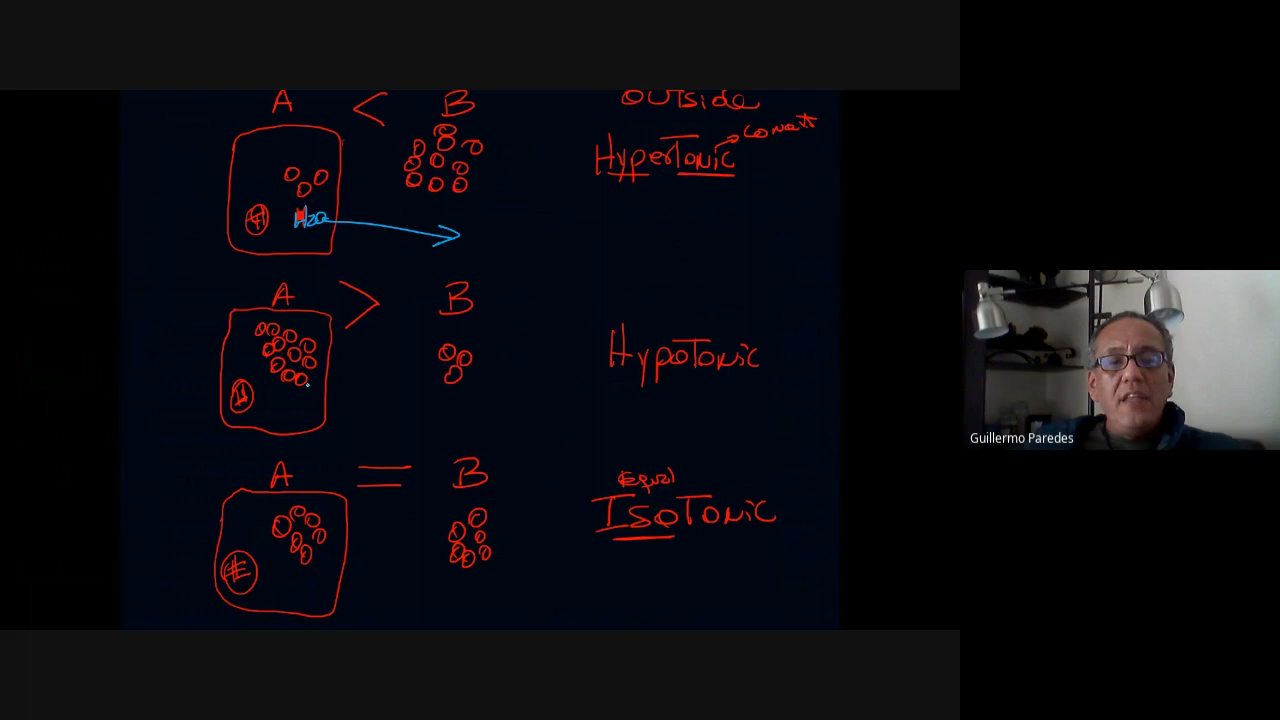 A < B outside
HyperTonic
H2O
A > B
HypoTonic
Guillermo Paredes
A = B Equal
IsoTonic